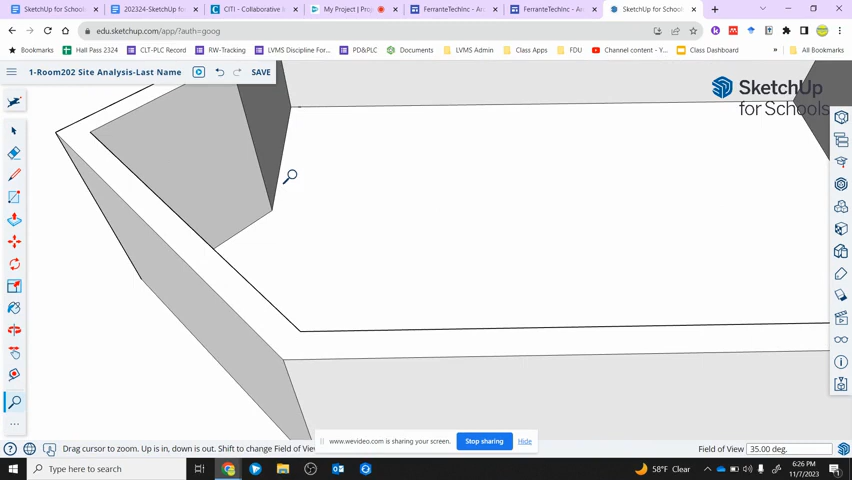 SketchUp for Schoo
202324-SketchUp f
CITI - Collaborative I
My Project | Proj
FerranteTechInc - An
FerranteTechInc - An
SketchUp for Schools
edu.sketchup.com/app/?auth=goog
Bookmarks
Hall Pass 2324
CLT-PLC Record
RW-Tracking
LVMS Discipline For...
PD&PLC
Documents
LVMS Admin
Class Apps
FDU
Channel content - Y...
Class Dashboard
»
All Bookmarks
1-Room202 Site Analysis-Last Name
SAVE
SketchUp
for Schools
www.wevideo.com is sharing your screen.
Stop sharing
Hide
Drag cursor to zoom. Up is in, down is out. Shift to change Field of Vie
Field of View
35.00 deg.
Type here to search
58°F Clear
6:26 PM
11/7/2023